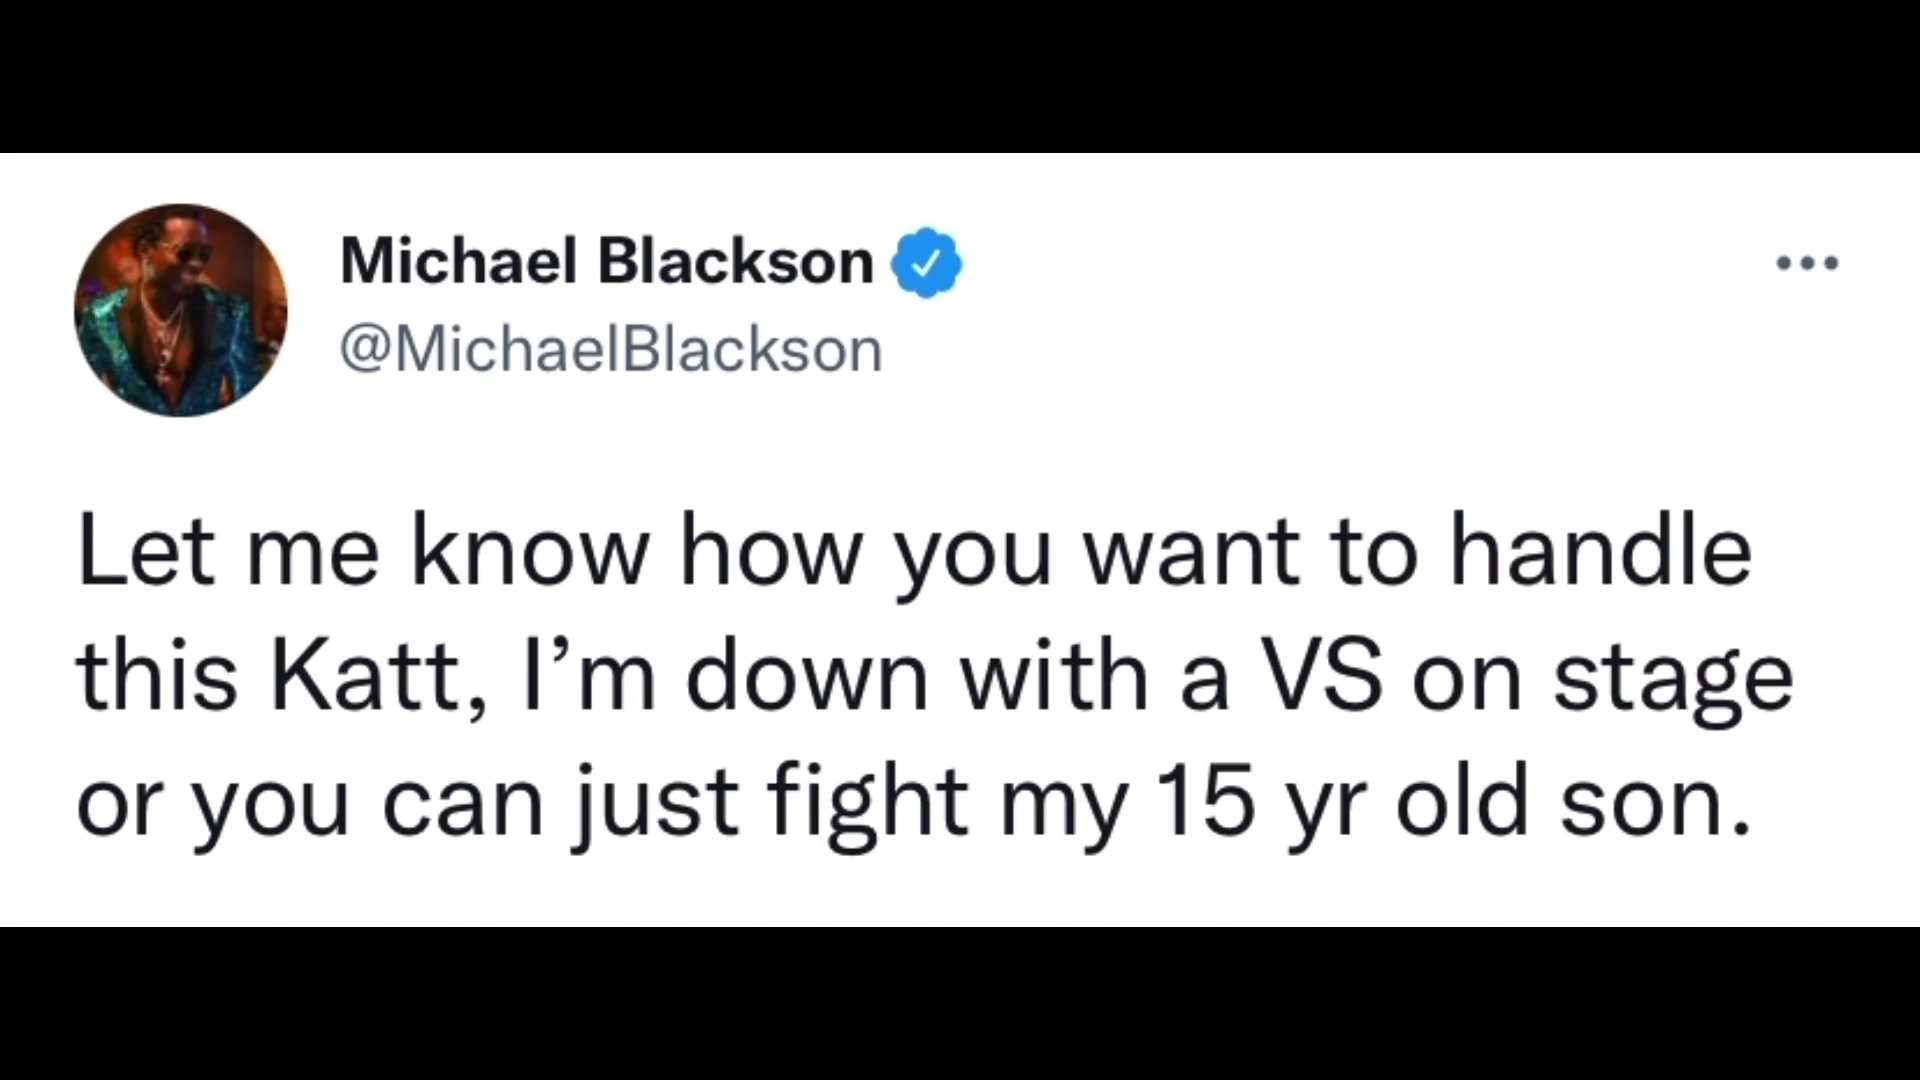 Michael Blackson
@MichaelBlackson
Let me know how you want to handle
this Katt, I’m down with a VS on stage
or you can just fight my 15 yr old son.